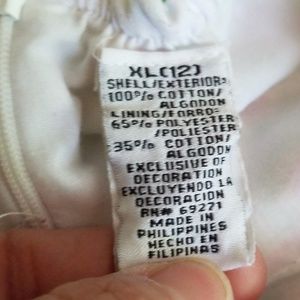 XL(12)
SHELL/EXTERIOR:
100% COTTON/
ALGODON
LINING/FORRO:
65% POLYESTER
/POLIESTER
35% COTTON/
ALGODON
EXCLUSIVE OF
DECORATION
EXCLUYENDO LA
DECORACION
RN# 69271
MADE IN
PHILIPPINES
HECHO EN
FILIPINAS